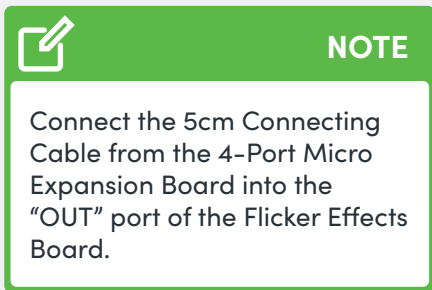 NOTE
Connect the 5cm Connecting
Cable from the 4-Port Micro
Expansion Board into the
“OUT” port of the Flicker Effects
Board.